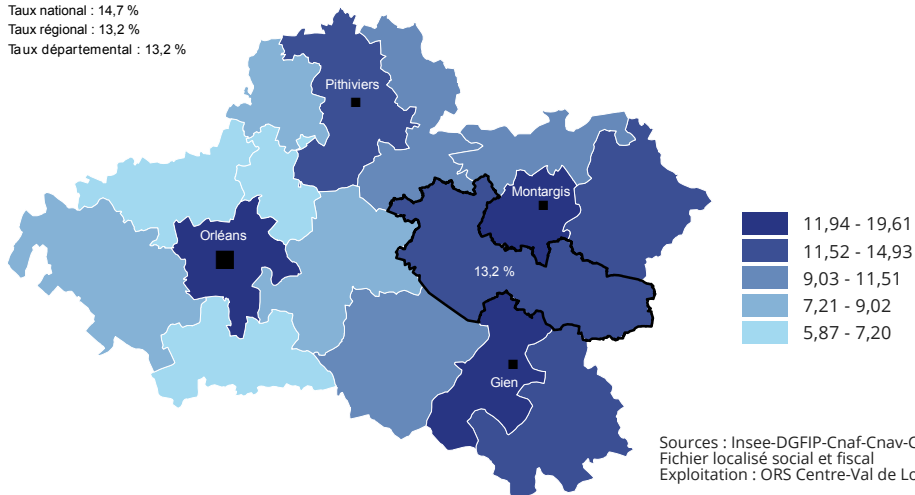 Taux national : 14,7 %
Taux régional : 13,2 %
Taux départemental : 13,2 %
Pithiviers
Montargis
Orléans
13,2 %
Gien
11,94 - 19,61
11,52 - 14,93
9,03 - 11,51
7,21 - 9,02
5,87 - 7,20
Sources : Insee-DGFIP-Cnaf-Cnav-C
Fichier localisé social et fiscal
Exploitation : ORS Centre-Val de Lo